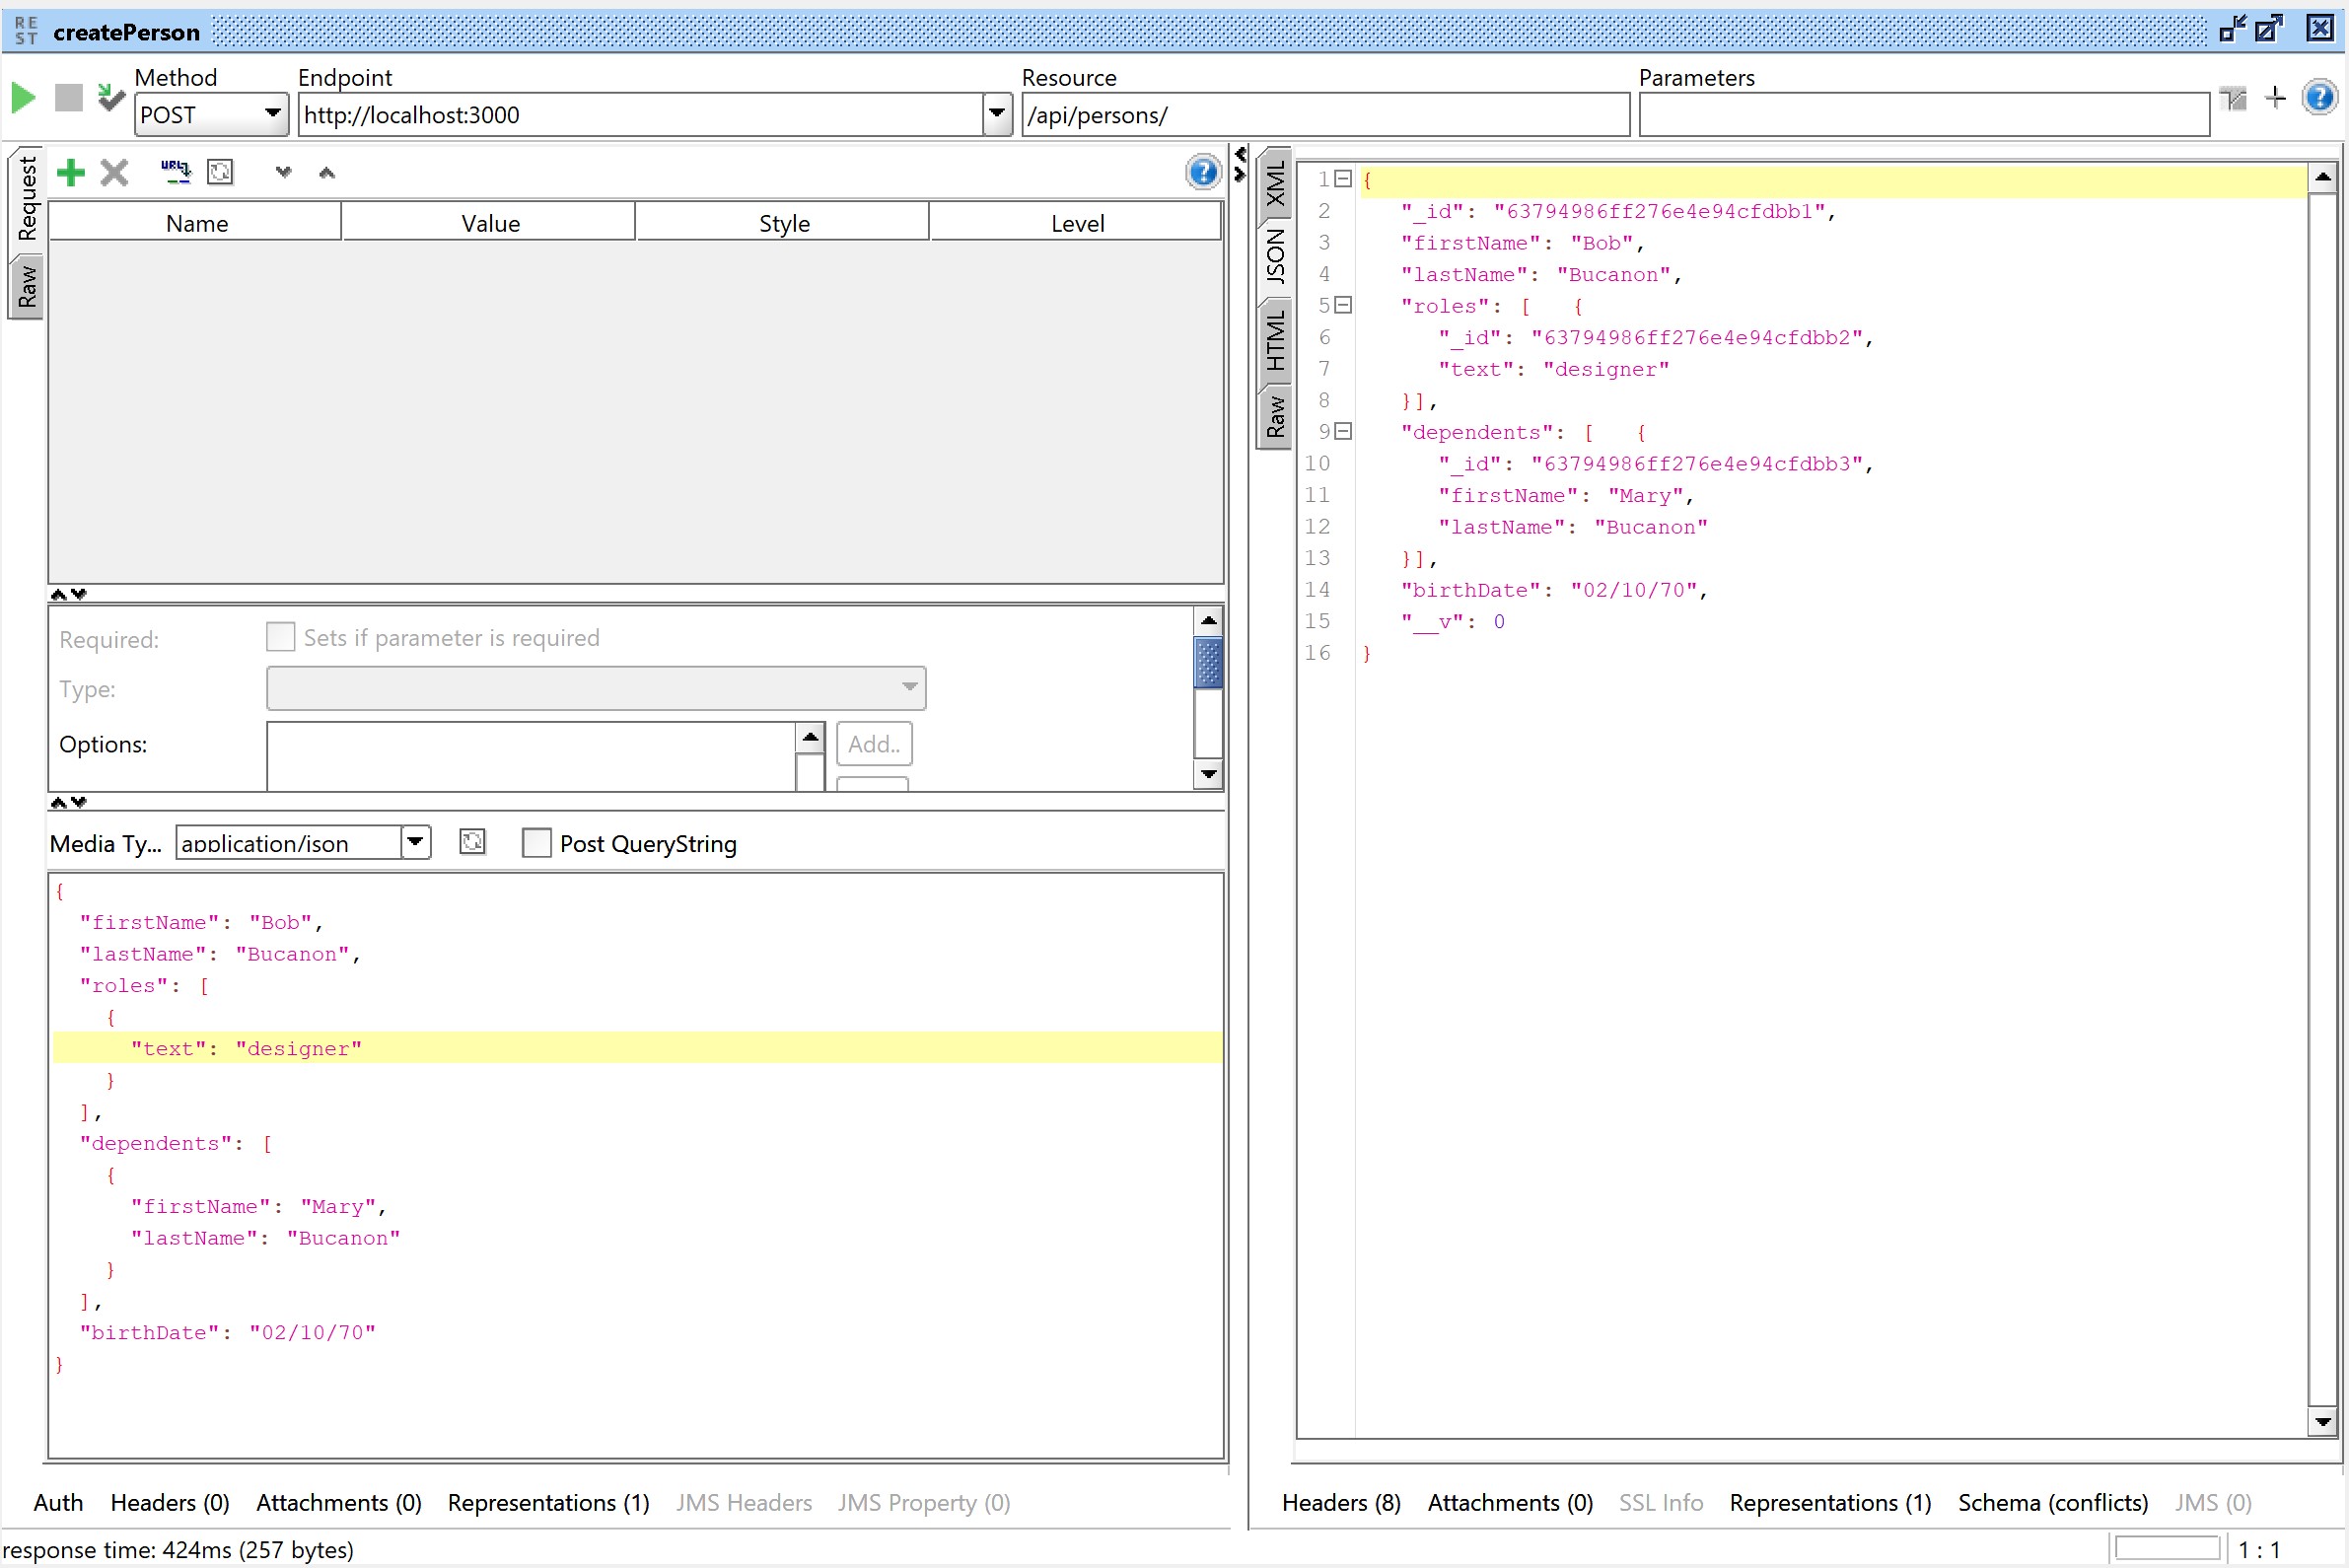 RE
ST createPerson
Method Endpoint Resource Parameters
POST http://localhost:3000 /api/persons/
Request
Raw
URL
Name Value Style Level
Required: Sets if parameter is required
Type:
Options: Add..
Media Ty... application/json Post QueryString
{
"firstName": "Bob",
"lastName": "Bucanon",
"roles": [
{
"text": "designer"
}
],
"dependents": [
{
"firstName": "Mary",
"lastName": "Bucanon"
}
],
"birthDate": "02/10/70"
}
Auth Headers (0) Attachments (0) Representations (1) JMS Headers JMS Property (0)
XML
JSON
HTML
Raw
1 {
2 "_id": "63794986ff276e4e94cfdbb1",
3 "firstName": "Bob",
4 "lastName": "Bucanon",
5 "roles": [ {
6 "_id": "63794986ff276e4e94cfdbb2",
7 "text": "designer"
8 }],
9 "dependents": [ {
10 "_id": "63794986ff276e4e94cfdbb3",
11 "firstName": "Mary",
12 "lastName": "Bucanon"
13 }],
14 "birthDate": "02/10/70",
15 "__v": 0
16 }
Headers (8) Attachments (0) SSL Info Representations (1) Schema (conflicts) JMS (0)
response time: 424ms (257 bytes)
1 : 1